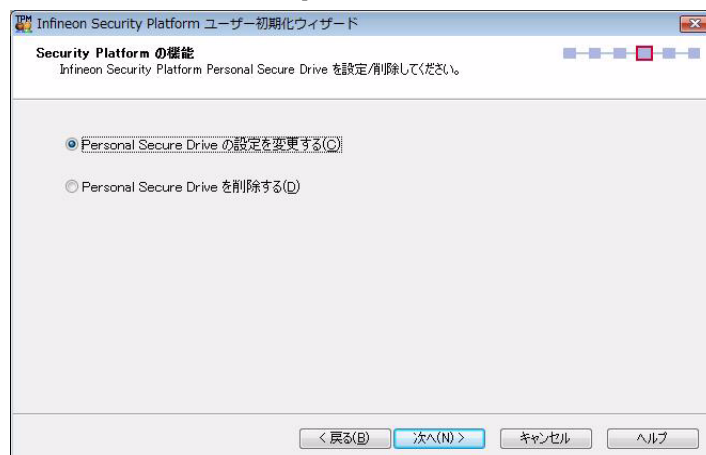 TPM
Infineon Security Platform ユーザー初期化ウィザード
Security Platform の機能
Infineon Security Platform Personal Secure Drive を設定/削除してください。
Personal Secure Drive の設定を変更する(C)
Personal Secure Drive を削除する(D)
< 戻る(B)
次へ(N) >
キャンセル
ヘルプ